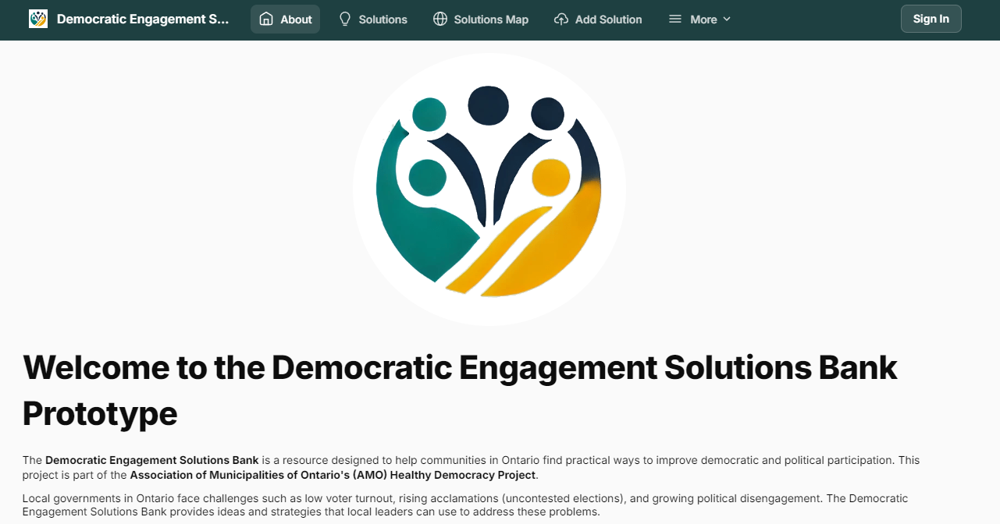 Democratic Engagement S... About Solutions Solutions Map Add Solution More Sign In
Welcome to the Democratic Engagement Solutions Bank
Prototype
The Democratic Engagement Solutions Bank is a resource designed to help communities in Ontario find practical ways to improve democratic and political participation. This
project is part of the Association of Municipalities of Ontario's (AMO) Healthy Democracy Project.
Local governments in Ontario face challenges such as low voter turnout, rising acclamations (uncontested elections), and growing political disengagement. The Democratic
Engagement Solutions Bank provides ideas and strategies that local leaders can use to address these problems.